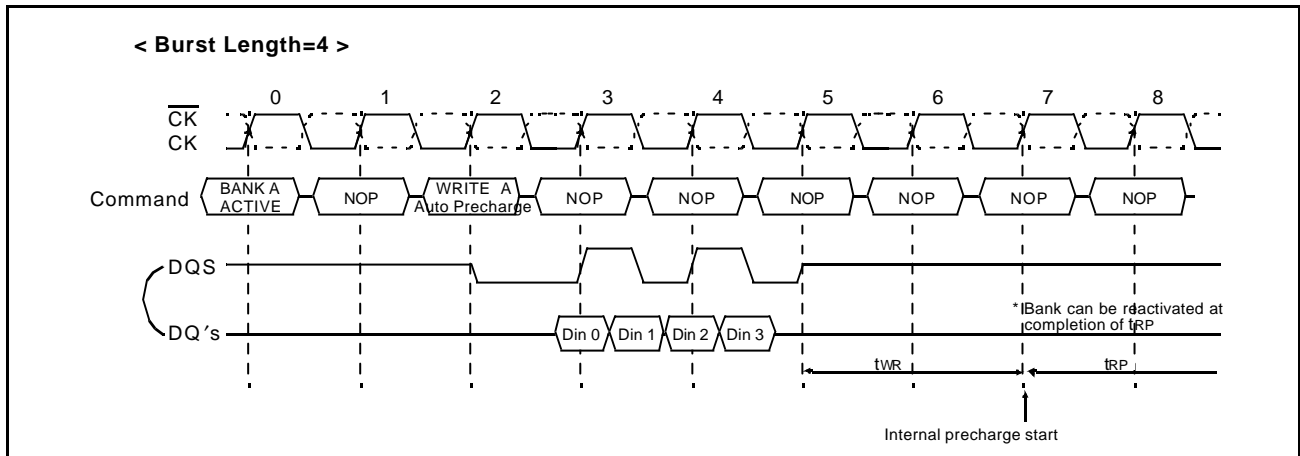 < Burst Length=4 >
0 1 2 3 4 5 6 7 8
CK
CK
Command
BANK A
ACTIVE
NOP
WRITE A
Auto Precharge
NOP
NOP
NOP
NOP
NOP
NOP
DQS
DQ's
Din 0 Din 1 Din 2 Din 3
* Bank can be reactivated at
completion of tRP
tWR
tRP
Internal precharge start